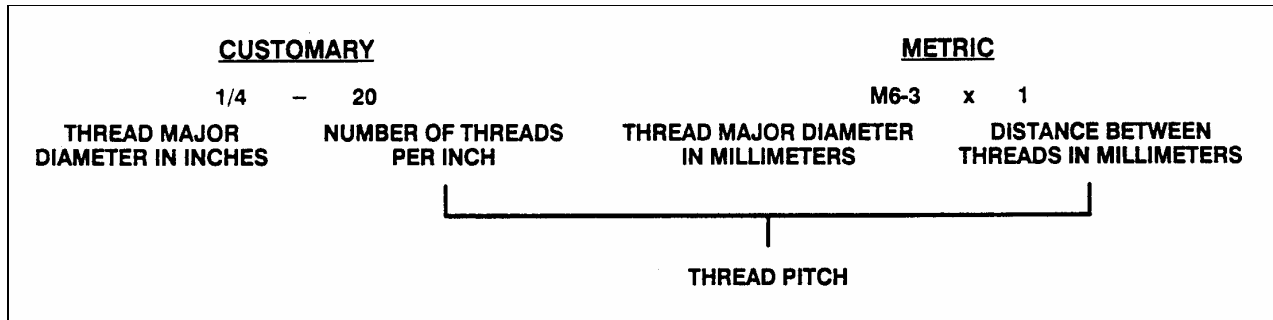 CUSTOMARY
METRIC
1/4 – 20
M6-3 x 1
THREAD MAJOR
DIAMETER IN INCHES
NUMBER OF THREADS
PER INCH
THREAD MAJOR DIAMETER
IN MILLIMETERS
DISTANCE BETWEEN
THREADS IN MILLIMETERS
THREAD PITCH